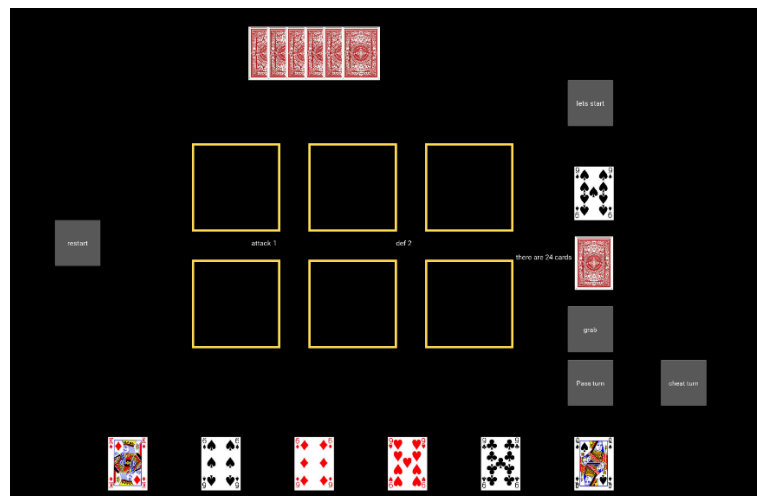 lets start
restart
attack 1
def 2
there are 24 cards
grab
Pass turn
cheat turn